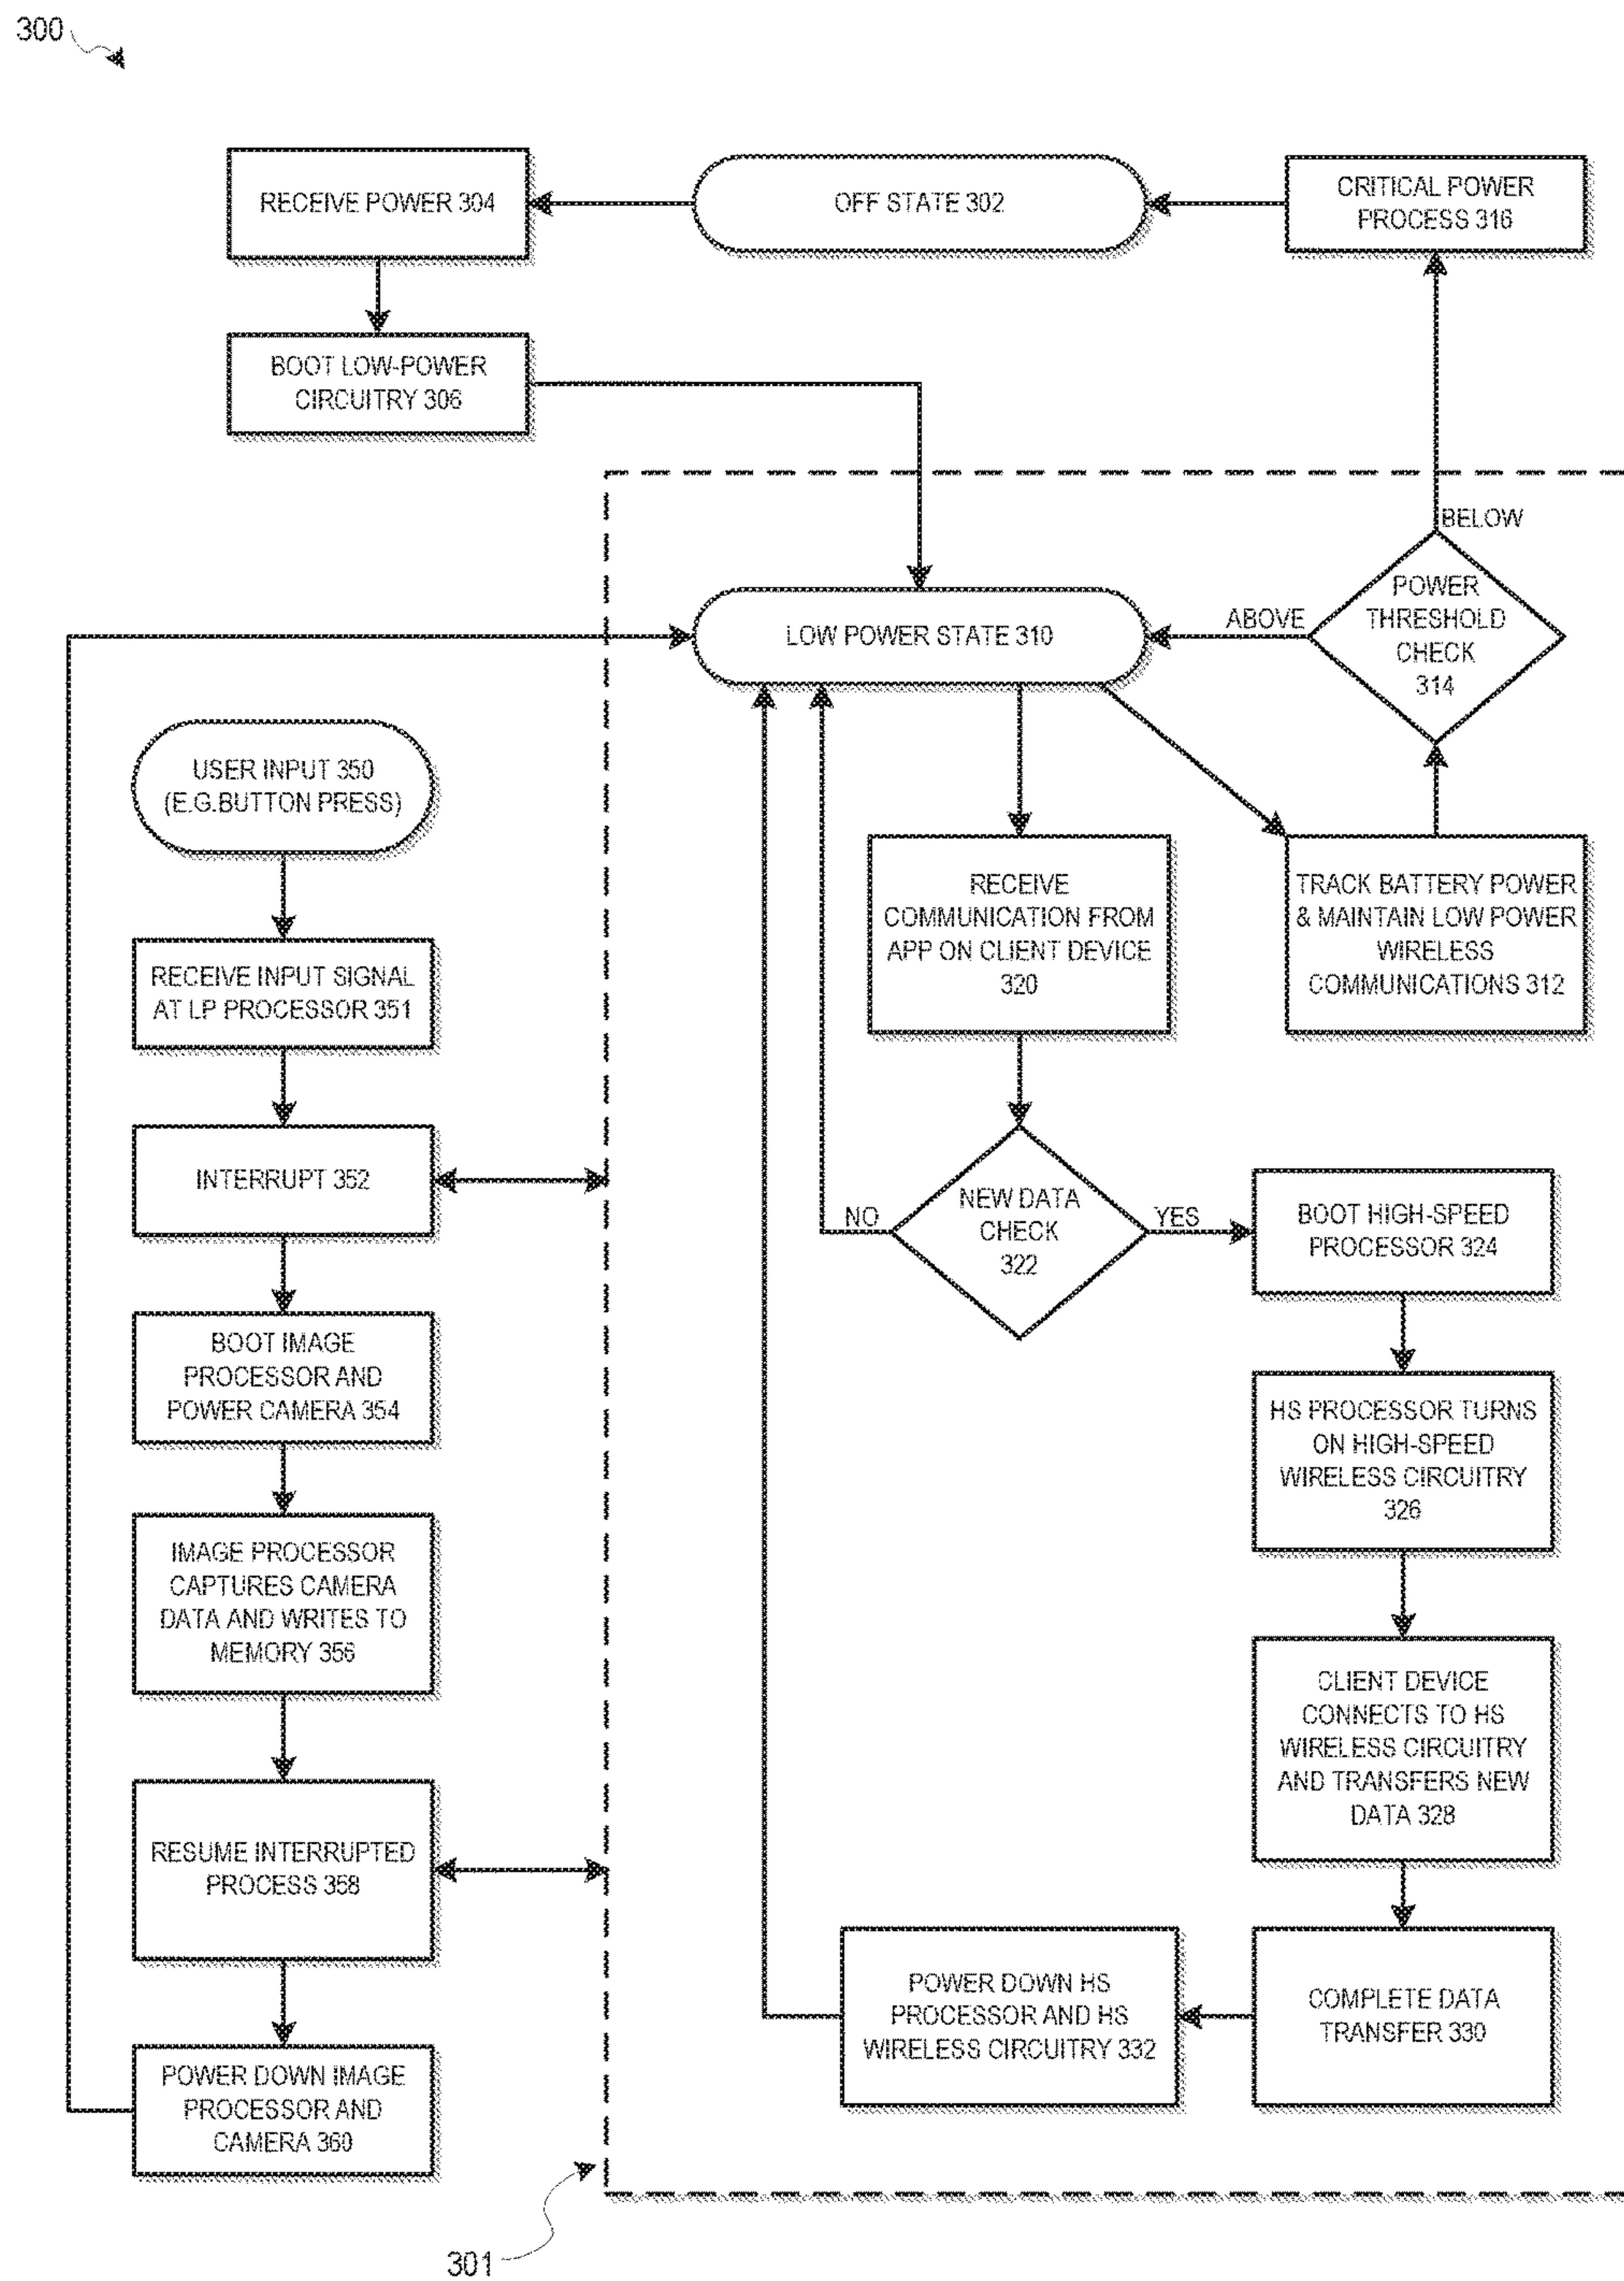 300
RECEIVE POWER 304
OFF STATE 302
CRITICAL POWER
PROCESS 316
BOOT LOW-POWER
CIRCUITRY 306
BELOW
POWER
THRESHOLD
CHECK
314
ABOVE
LOW POWER STATE 310
USER INPUT 350
(E.G.BUTTON PRESS)
RECEIVE
COMMUNICATION FROM
APP ON CLIENT DEVICE
320
TRACK BATTERY POWER
& MAINTAIN LOW POWER
WIRELESS
COMMUNICATIONS 312
RECEIVE INPUT SIGNAL
AT LP PROCESSOR 351
INTERRUPT 352
NO
NEW DATA
CHECK
322
YES
BOOT HIGH-SPEED
PROCESSOR 324
BOOT IMAGE
PROCESSOR AND
POWER CAMERA 354
HS PROCESSOR TURNS
ON HIGH-SPEED
WIRELESS CIRCUITRY
326
IMAGE PROCESSOR
CAPTURES CAMERA
DATA AND WRITES TO
MEMORY 356
CLIENT DEVICE
CONNECTS TO HS
WIRELESS CIRCUITRY
AND TRANSFERS NEW
DATA 328
RESUME INTERRUPTED
PROCESS 358
POWER DOWN HS
PROCESSOR AND HS
WIRELESS CIRCUITRY 332
COMPLETE DATA
TRANSFER 330
POWER DOWN IMAGE
PROCESSOR AND
CAMERA 360
301